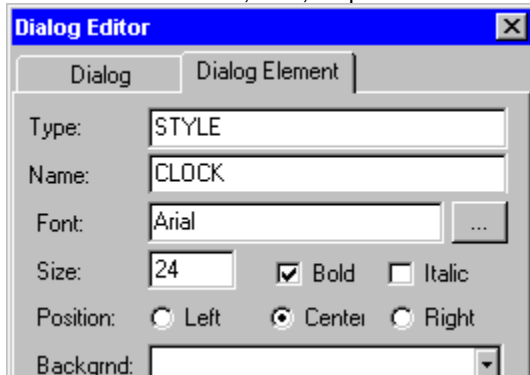 Dialog Editor
Dialog Dialog Element
Type: STYLE
Name: CLOCK
Font: Arial ...
Size: 24 Bold Italic
Position: Left Center Right
Backgrnd: